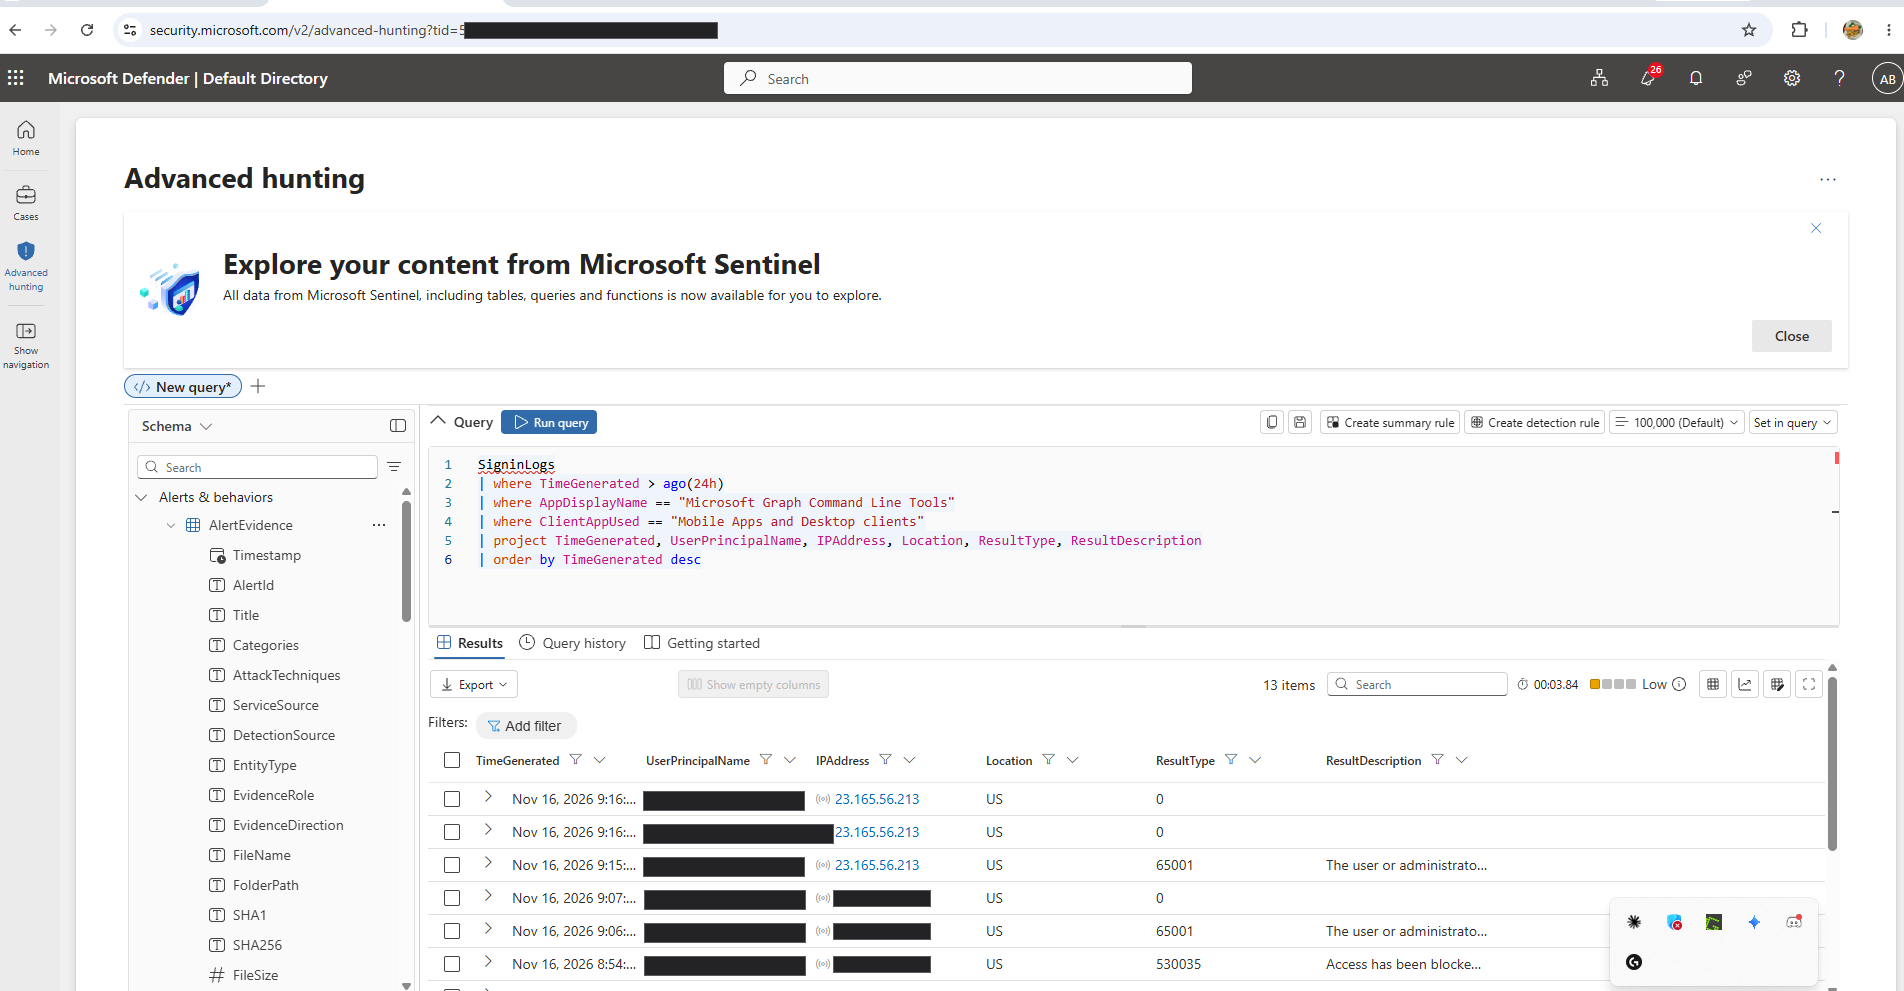 security.microsoft.com/v2/advanced-hunting?tid=5
Microsoft Defender | Default Directory
Search
26
AB
Home
Cases
Advanced
hunting
Show
navigation
Advanced hunting
Explore your content from Microsoft Sentinel
All data from Microsoft Sentinel, including tables, queries and functions is now available for you to explore.
Close
New query*
Schema
Search
Alerts & behaviors
AlertEvidence
Timestamp
AlertId
Title
Categories
AttackTechniques
ServiceSource
DetectionSource
EntityType
EvidenceRole
EvidenceDirection
FileName
FolderPath
SHA1
SHA256
FileSize
Query
Run query
Create summary rule
Create detection rule
100,000 (Default)
Set in query
1 SigninLogs
2 | where TimeGenerated > ago(24h)
3 | where AppDisplayName == "Microsoft Graph Command Line Tools"
4 | where ClientAppUsed == "Mobile Apps and Desktop clients"
5 | project TimeGenerated, UserPrincipalName, IPAddress, Location, ResultType, ResultDescription
6 | order by TimeGenerated desc
Results
Query history
Getting started
Export
Show empty columns
13 items
Search
00:03.84
Low
Filters:
Add filter
TimeGenerated UserPrincipalName IPAddress Location ResultType ResultDescription
Nov 16, 2026 9:16:... 23.165.56.213 US 0
Nov 16, 2026 9:16:... 23.165.56.213 US 0
Nov 16, 2026 9:15:... 23.165.56.213 US 65001 The user or administrato...
Nov 16, 2026 9:07:... US 0
Nov 16, 2026 9:06:... US 65001 The user or administrato...
Nov 16, 2026 8:54:... US 530035 Access has been blocke...